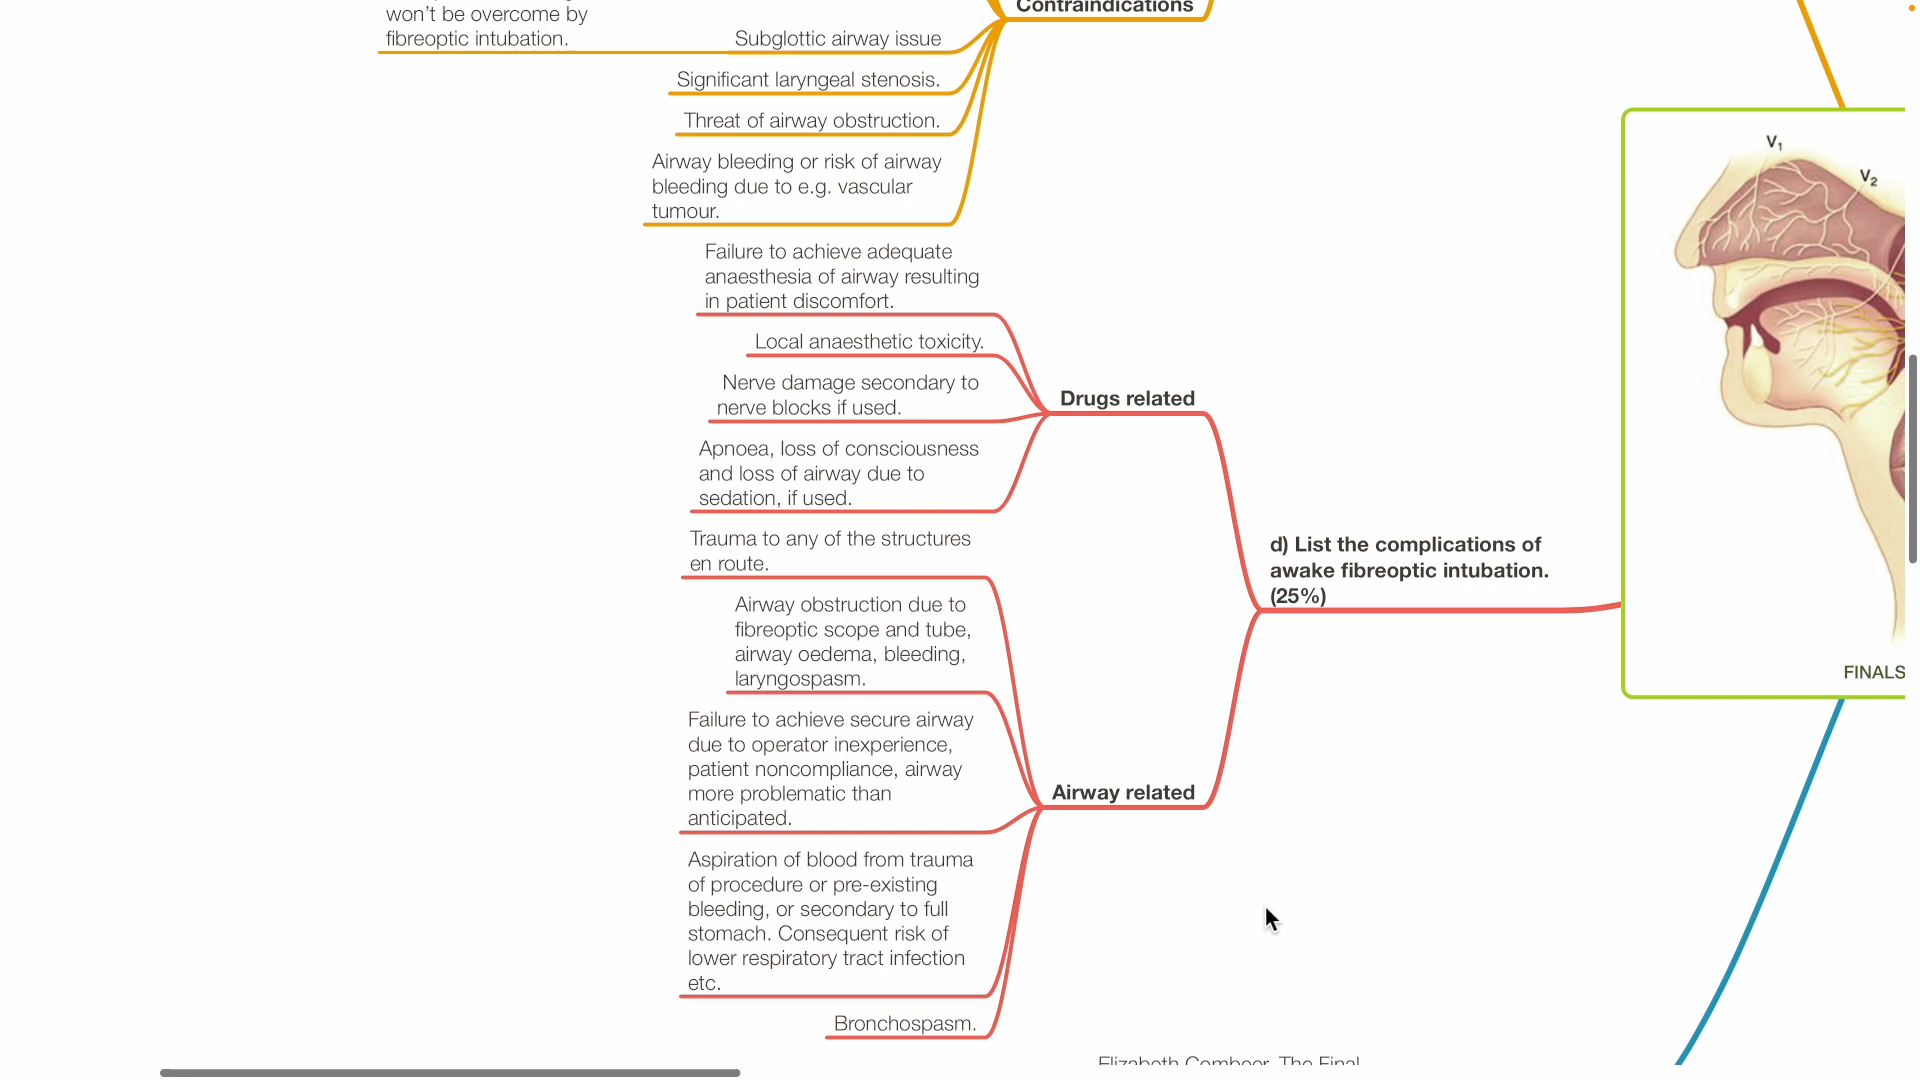 won't be overcome by
fibreoptic intubation.
Contraindications
Subglottic airway issue
Significant laryngeal stenosis.
Threat of airway obstruction.
Airway bleeding or risk of airway
bleeding due to e.g. vascular
tumour.
Failure to achieve adequate
anaesthesia of airway resulting
in patient discomfort.
Local anaesthetic toxicity.
Nerve damage secondary to
nerve blocks if used.
Apnoea, loss of consciousness
and loss of airway due to
sedation, if used.
Drugs related
Trauma to any of the structures
en route.
Airway obstruction due to
fibreoptic scope and tube,
airway oedema, bleeding,
laryngospasm.
Failure to achieve secure airway
due to operator inexperience,
patient noncompliance, airway
more problematic than
anticipated.
Aspiration of blood from trauma
of procedure or pre-existing
bleeding, or secondary to full
stomach. Consequent risk of
lower respiratory tract infection
etc.
Bronchospasm.
Airway related
d) List the complications of
awake fibreoptic intubation.
(25%)
V1
V2
FINALS
Elizabeth Combeer, The Final